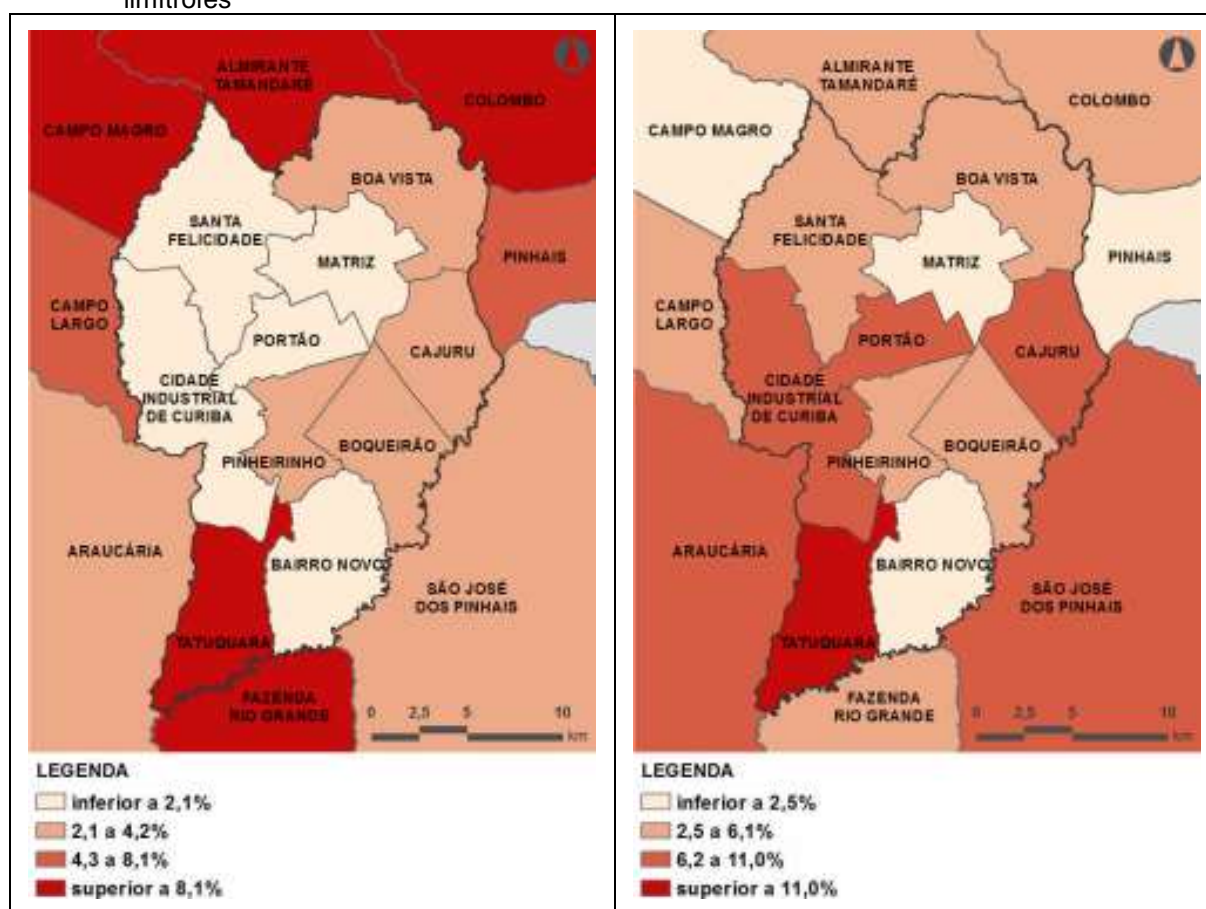 limítrofes
ALMIRANTE
TAMANDARÉ
COLOMBO
CAMPO MAGRO
BOA VISTA
SANTA
FELICIDADE
MATRIZ
PINHAIS
CAMPO
LARGO
PORTÃO
CAJURU
CIDADE
INDUSTRIAL
DE CURIBA
BOQUEIRÃO
PINHEIRINHO
ARAUCÁRIA
BAIRRO NOVO
SÃO JOSÉ
DOS PINHAIS
TATUQUARA
FAZENDA
RIO GRANDE
0 2,5 5 10
km
LEGENDA
inferior a 2,1%
2,1 a 4,2%
4,3 a 8,1%
superior a 8,1%
ALMIRANTE
TAMANDARÉ
COLOMBO
CAMPO MAGRO
BOA VISTA
SANTA
FELICIDADE
MATRIZ
PINHAIS
CAMPO
LARGO
PORTÃO
CAJURU
CIDADE
INDUSTRIAL
DE CURIBA
BOQUEIRÃO
PINHEIRINHO
ARAUCÁRIA
BAIRRO NOVO
SÃO JOSÉ
DOS PINHAIS
TATUQUARA
FAZENDA
RIO GRANDE
0 2,5 5 10
km
LEGENDA
inferior a 2,5%
2,5 a 6,1%
6,2 a 11,0%
superior a 11,0%